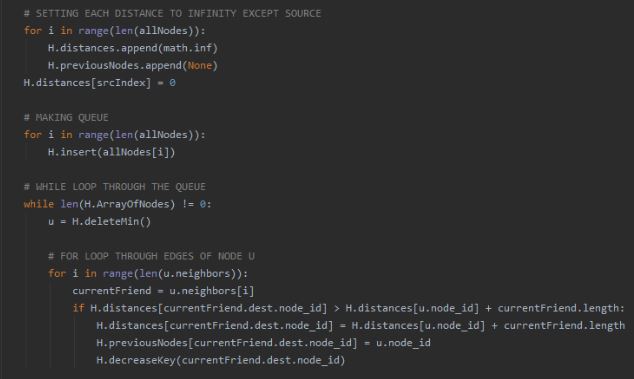 # SETTING EACH DISTANCE TO INFINITY EXCEPT SOURCE
for i in range(len(allNodes)):
    H.distances.append(math.inf)
    H.previousNodes.append(None)
H.distances[srcIndex] = 0

# MAKING QUEUE
for i in range(len(allNodes)):
    H.insert(allNodes[i])

# WHILE LOOP THROUGH THE QUEUE
while len(H.ArrayOfNodes) != 0:
    u = H.deleteMin()

    # FOR LOOP THROUGH EDGES OF NODE U
    for i in range(len(u.neighbors)):
        currentFriend = u.neighbors[i]
        if H.distances[currentFriend.dest.node_id] > H.distances[u.node_id] + currentFriend.length:
            H.distances[currentFriend.dest.node_id] = H.distances[u.node_id] + currentFriend.length
            H.previousNodes[currentFriend.dest.node_id] = u.node_id
            H.decreaseKey(currentFriend.dest.node_id)